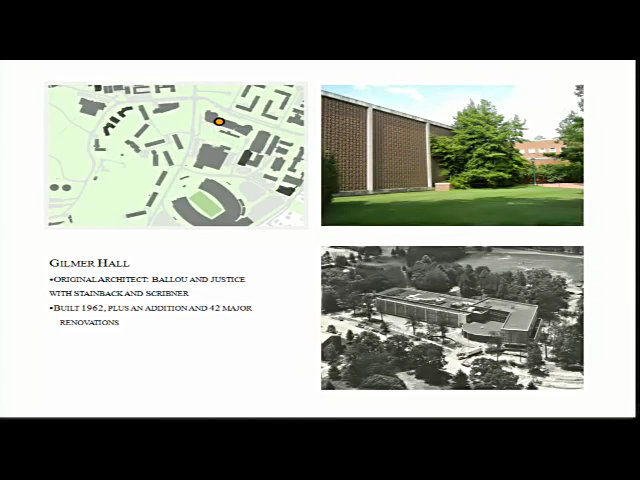 GILMER HALL
•ORIGINAL ARCHITECT: BALLOU AND JUSTICE
WITH STAINBACK AND SCRIBNER
•BUILT 1962, PLUS AN ADDITION AND 42 MAJOR
RENOVATIONS